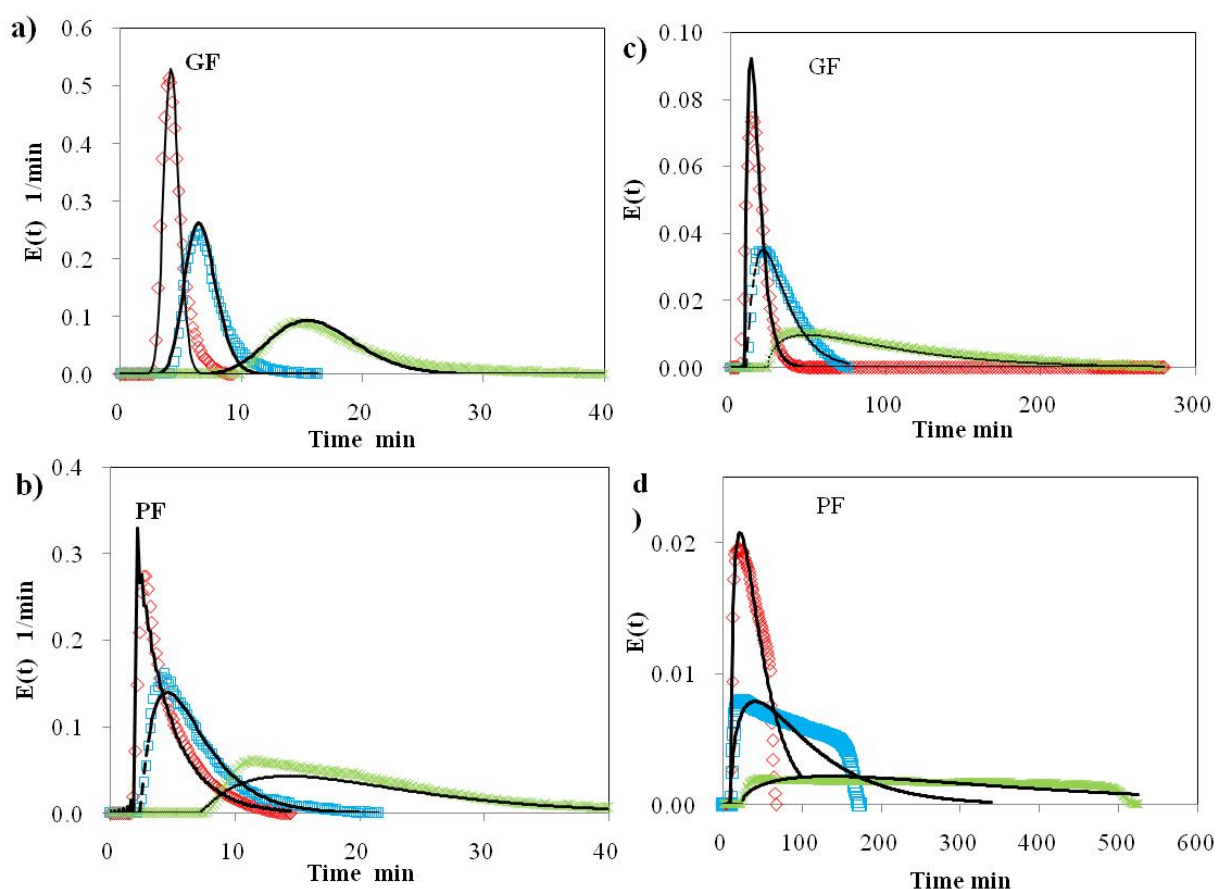 a)
GF
E(t) 1/min
0.6
0.5
0.4
0.3
0.2
0.1
0.0
0 10 20 30 40
Time min
c)
GF
E(t)
0.10
0.08
0.06
0.04
0.02
0.00
0 100 200 300
Time min
b)
PF
E(t) 1/min
0.4
0.3
0.2
0.1
0.0
0 10 20 30 40
Time min
d
)
PF
E(t)
0.02
0.01
0.00
0 100 200 300 400 500 600
Time min